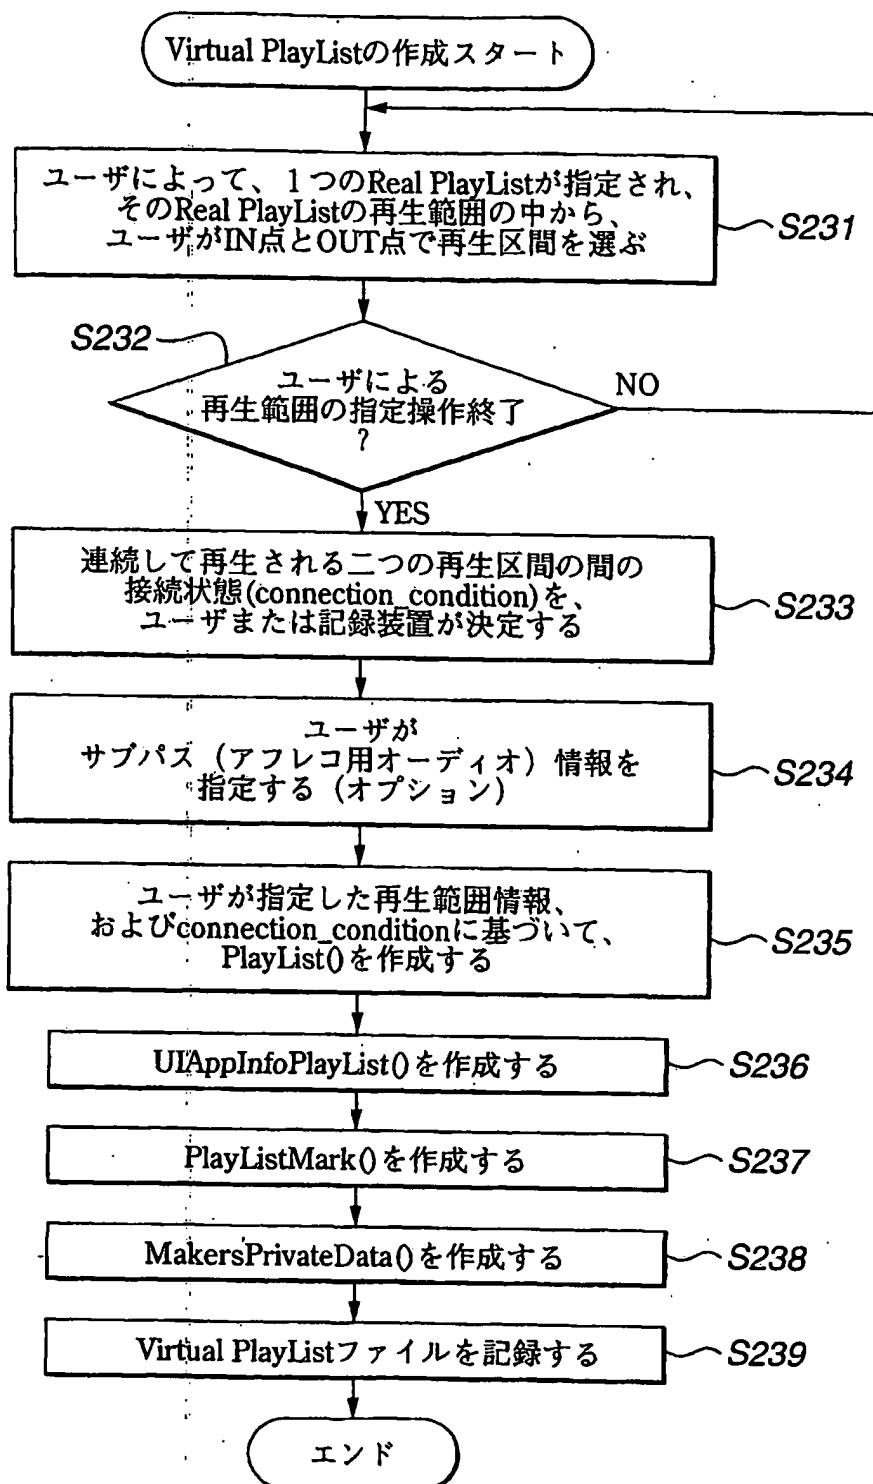 Virtual PlayListの作成スタート
ユーザによって、1つのReal PlayListが指定され、
そのReal PlayListの再生範囲の中から、
ユーザがIN点とOUT点で再生区間を選ぶ
S231
S232
ユーザによる
再生範囲の指定操作終了
?
NO
YES
連続して再生される二つの再生区間の間の
接続状態(connection_condition)を、
ユーザまたは記録装置が決定する
S233
ユーザが
サブパス（アフレコ用オーディオ）情報を
指定する（オプション）
S234
ユーザが指定した再生範囲情報、
およびconnection_conditionに基づいて、
PlayList()を作成する
S235
UIAppInfoPlayList()を作成する
S236
PlayListMark()を作成する
S237
MakersPrivateData()を作成する
S238
Virtual PlayListファイルを記録する
S239
エンド